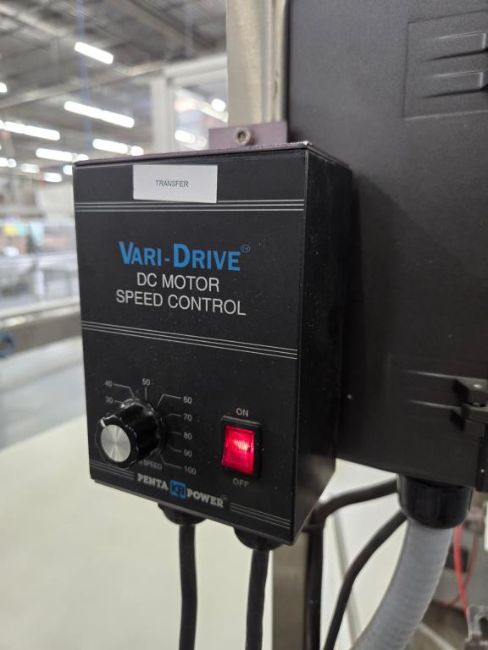 TRANSFER
VARI-DRIVE
DC MOTOR
SPEED CONTROL
50
40 60
30 70
80
90
% SPEED 100
ON
OFF
PENTA KB POWER